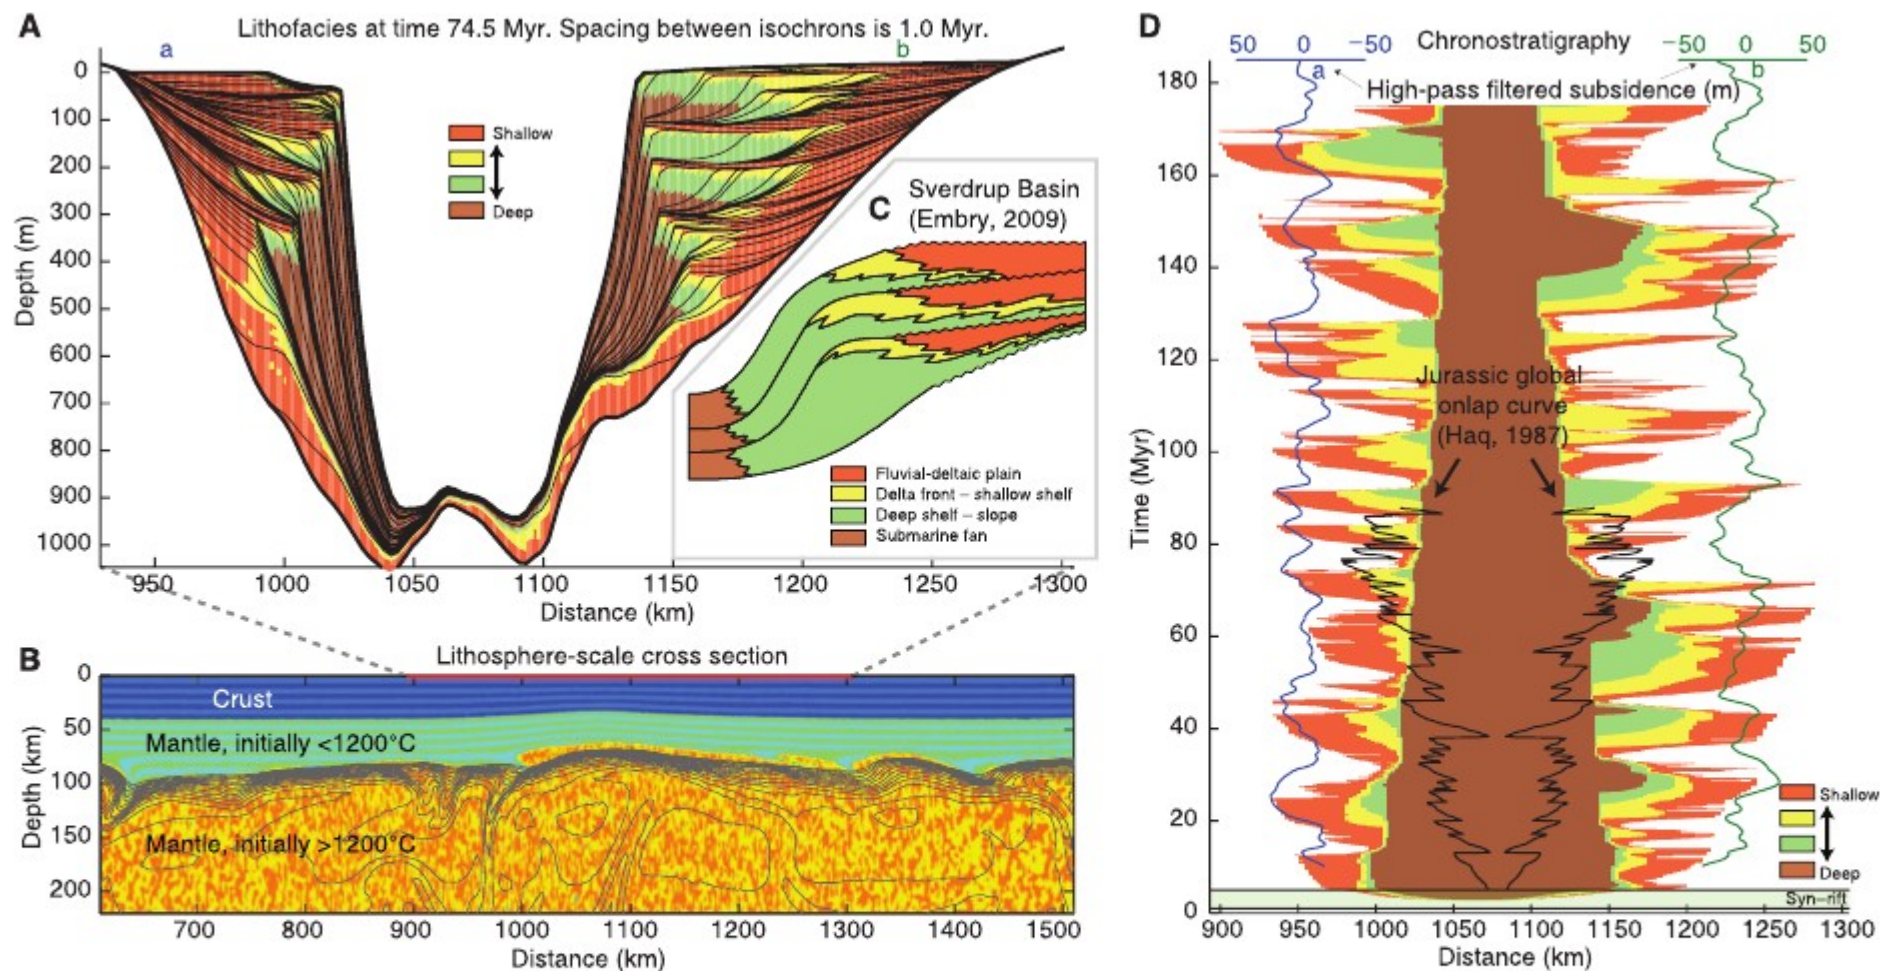 A
Lithofacies at time 74.5 Myr. Spacing between isochrons is 1.0 Myr.
a
b
0
100
200
300
400
500
600
700
800
900
1000
Depth (m)
Shallow
Deep
950
1000
1050
1100
1150
1200
1250
1300
Distance (km)
C
Sverdrup Basin
(Embry, 2009)
Fluvial-deltaic plain
Delta front – shallow shelf
Deep shelf – slope
Submarine fan
B
Lithosphere-scale cross section
0
50
100
150
200
Depth (km)
Crust
Mantle, initially <1200°C
Mantle, initially >1200°C
700
800
900
1000
1100
1200
1300
1400
1500
Distance (km)
D
50 0 −50
Chronostratigraphy
−50 0 50
a
b
High-pass filtered subsidence (m)
180
160
140
120
100
80
60
40
20
0
Time (Myr)
Jurassic global
onlap curve
(Haq, 1987)
Shallow
Deep
Syn–rift
900
950
1000
1050
1100
1150
1200
1250
1300
Distance (km)